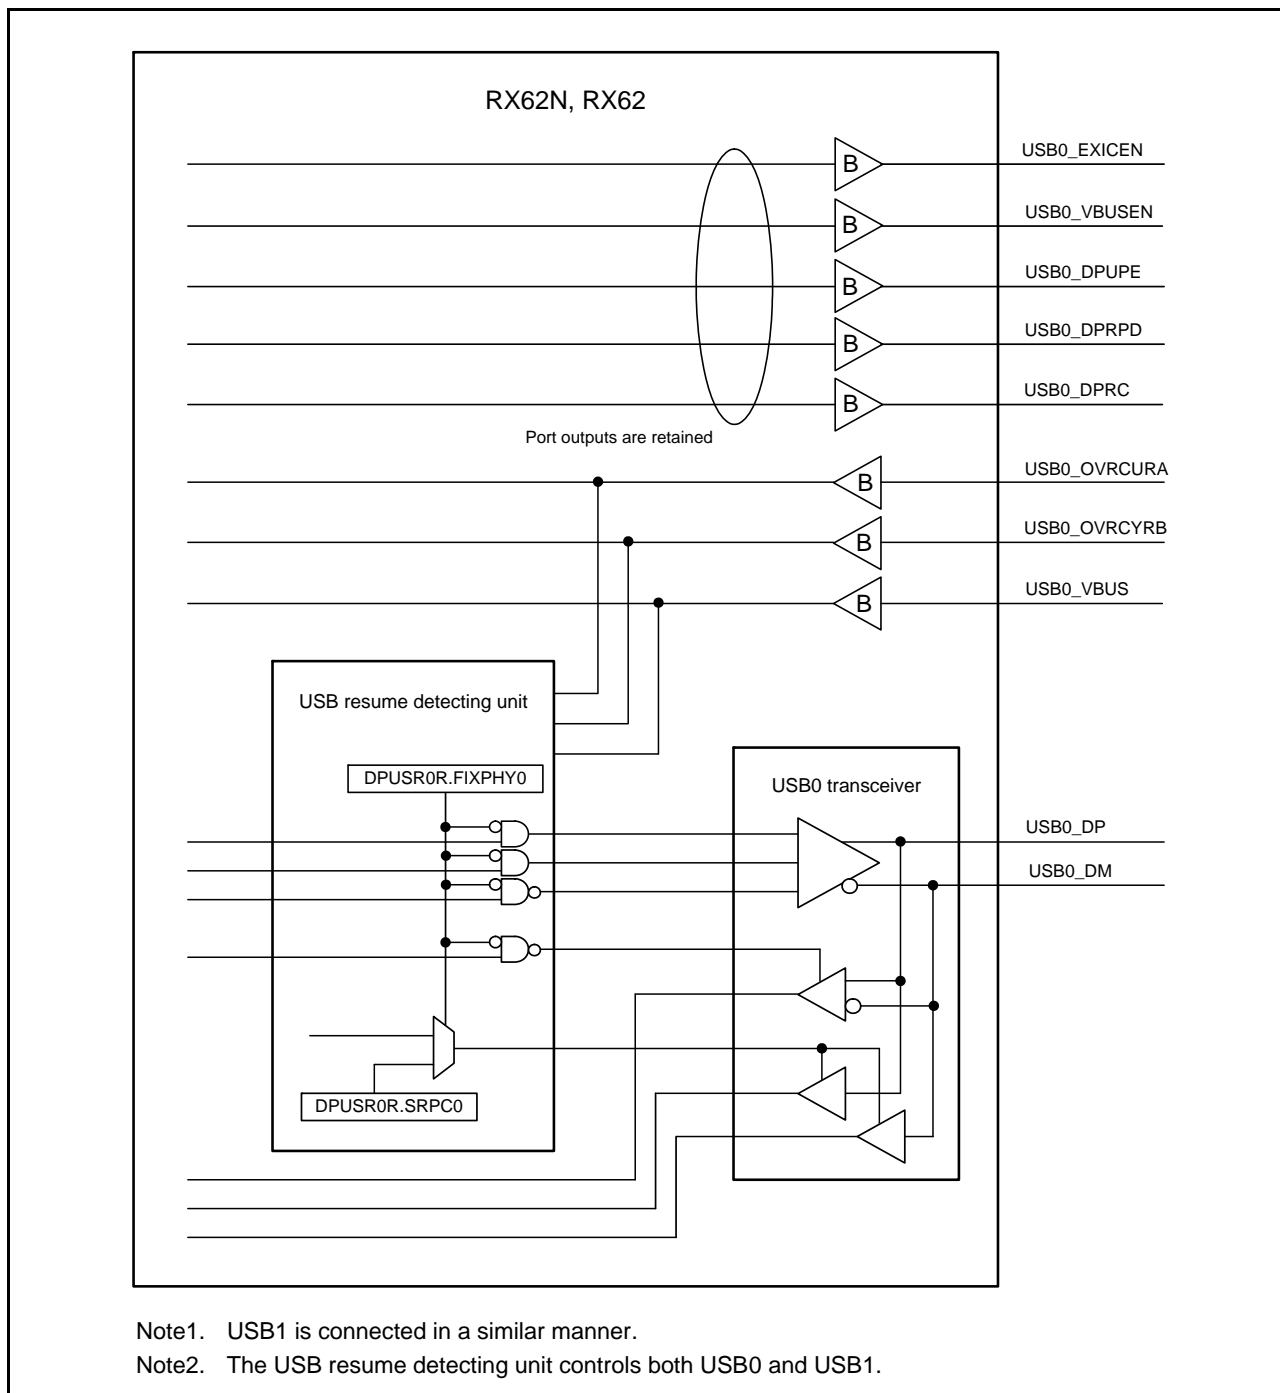 RX62N, RX62
B
USB0_EXICEN
B
USB0_VBUSEN
B
USB0_DPUPE
B
USB0_DPRPD
B
USB0_DPRC
Port outputs are retained
B
USB0_OVRCURA
B
USB0_OVRCYRB
B
USB0_VBUS
USB resume detecting unit
DPUSR0R.FIXPHY0
USB0 transceiver
USB0_DP
USB0_DM
DPUSR0R.SRPC0
Note1. USB1 is connected in a similar manner.
Note2. The USB resume detecting unit controls both USB0 and USB1.